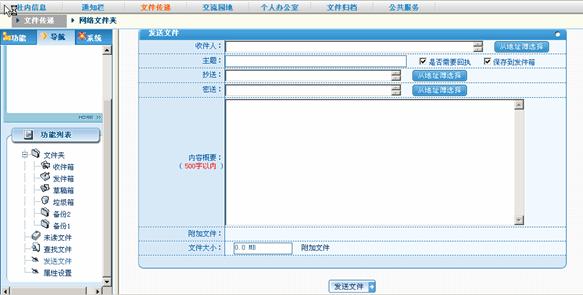 社内信息 通知栏 文件传递 交流园地 个人办公室 文件归档 公共服务
文件传递 网络文件夹
功能 导航 系统
发送文件
收件人： 从地址簿选择
主题： 是否需要回执 保存到发件箱
抄送： 从地址簿选择
密送： 从地址簿选择
HOME >>
功能列表
文件夹
收件箱
发件箱
草稿箱
垃圾箱
备份2
备份1
未读文件
查找文件
发送文件
属性设置
内容概要：
( 500字以内 )
附加文件：
文件大小： 0.0 MB 附加文件
发送文件